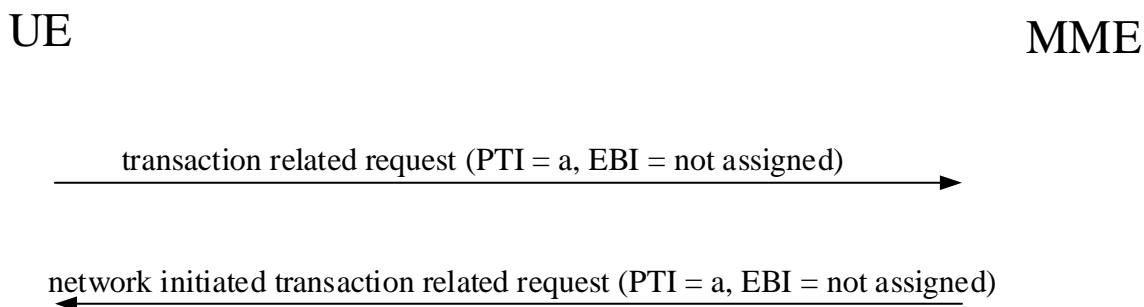 UE
MME
transaction related request (PTI = a, EBI = not assigned)
network initiated transaction related request (PTI = a, EBI = not assigned)